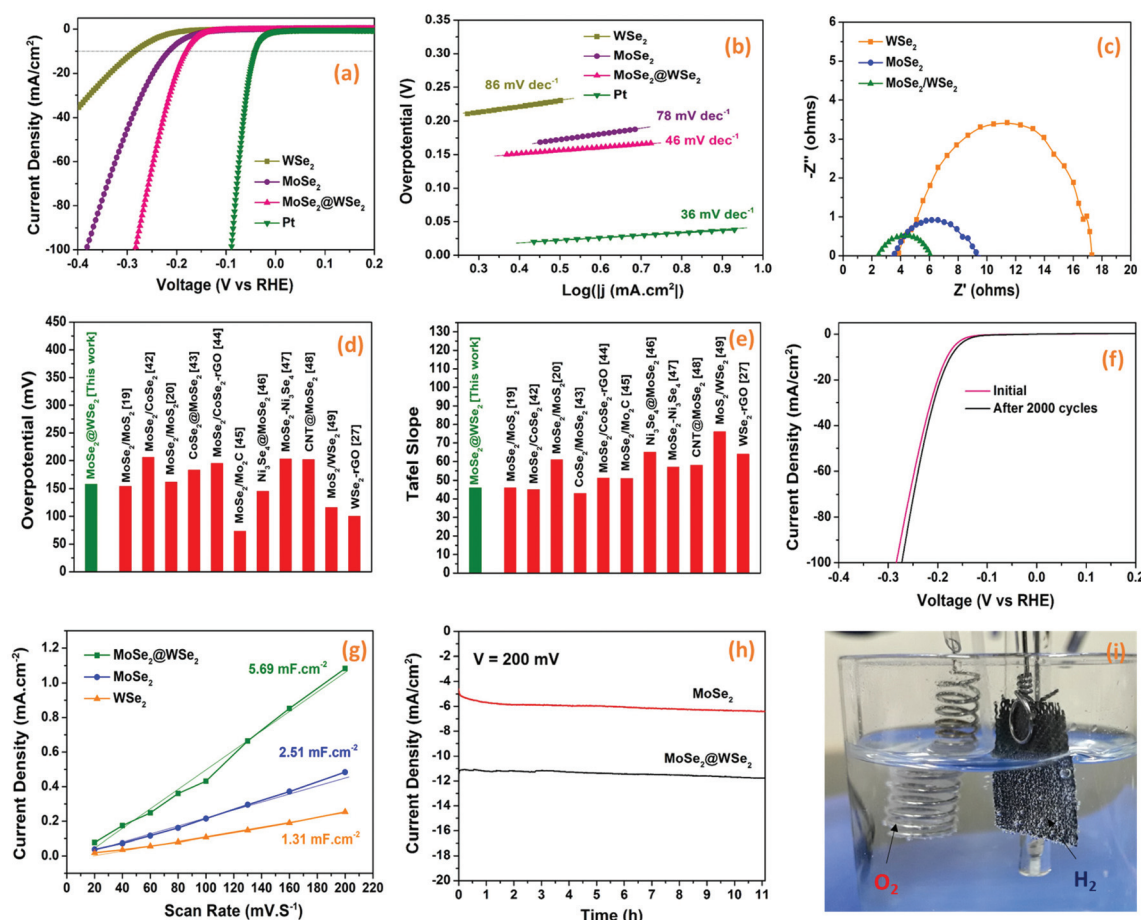 (a)
Current Density (mA/cm²)
0
-20
-40
-60
-80
-100
WSe₂
MoSe₂
MoSe₂@WSe₂
Pt
-0.4 -0.3 -0.2 -0.1 0.0 0.1 0.2
Voltage (V vs RHE)
(b)
Overpotential (V)
0.35
0.30
0.25
0.20
0.15
0.10
0.05
0.00
WSe₂
MoSe₂
MoSe₂@WSe₂
Pt
86 mV dec⁻¹
78 mV dec⁻¹
46 mV dec⁻¹
36 mV dec⁻¹
0.3 0.4 0.5 0.6 0.7 0.8 0.9 1.0
Log(|j (mA.cm²|)
(c)
-Z'' (ohms)
6
5
4
3
2
1
0
WSe₂
MoSe₂
MoSe₂/WSe₂
0 2 4 6 8 10 12 14 16 18 20
Z' (ohms)
(d)
Overpotential (mV)
450
400
350
300
250
200
150
100
50
0
MoSe₂@WSe₂ [This work]
MoSe₂/MoS₂ [19]
MoSe₂/CoSe₂ [42]
MoSe₂/MoS₂[20]
CoSe₂@MoSe₂ [43]
MoSe₂/CoSe₂-rGO [44]
MoSe₂/Mo₂C [45]
Ni₃Se₄@MoSe₂ [46]
MoSe₂-Ni₃Se₄ [47]
CNT@MoSe₂ [48]
MoS₂/WSe₂ [49]
WSe₂-rGO [27]
(e)
Tafel Slope
130
120
110
100
90
80
70
60
50
40
30
20
10
0
MoSe₂@WSe₂ [This work]
MoSe₂/MoS₂ [19]
MoSe₂/CoSe₂ [42]
MoSe₂/MoS₂[20]
CoSe₂/MoSe₂ [43]
MoSe₂/CoSe₂-rGO [44]
MoSe₂/Mo₂C [45]
Ni₃Se₄@MoSe₂ [46]
MoSe₂-Ni₃Se₄ [47]
CNT@MoSe₂ [48]
MoS₂/WSe₂ [49]
WSe₂-rGO [27]
(f)
Current Density (mA/cm²)
0
-20
-40
-60
-80
-100
Initial
After 2000 cycles
-0.4 -0.3 -0.2 -0.1 0.0 0.1 0.2
Voltage (V vs RHE)
(g)
Current Density (mA.cm⁻²)
1.2
1.0
0.8
0.6
0.4
0.2
0.0
MoSe₂@WSe₂
MoSe₂
WSe₂
5.69 mF.cm⁻²
2.51 mF.cm⁻²
1.31 mF.cm⁻²
0 20 40 60 80 100 120 140 160 180 200 220
Scan Rate (mV.S⁻¹)
(h)
Current Density (mA/cm²)
0
-2
-4
-6
-8
-10
-12
-14
-16
-18
-20
V = 200 mV
MoSe₂
MoSe₂@WSe₂
0 1 2 3 4 5 6 7 8 9 10 11
Time (h)
(i)
O₂
H₂